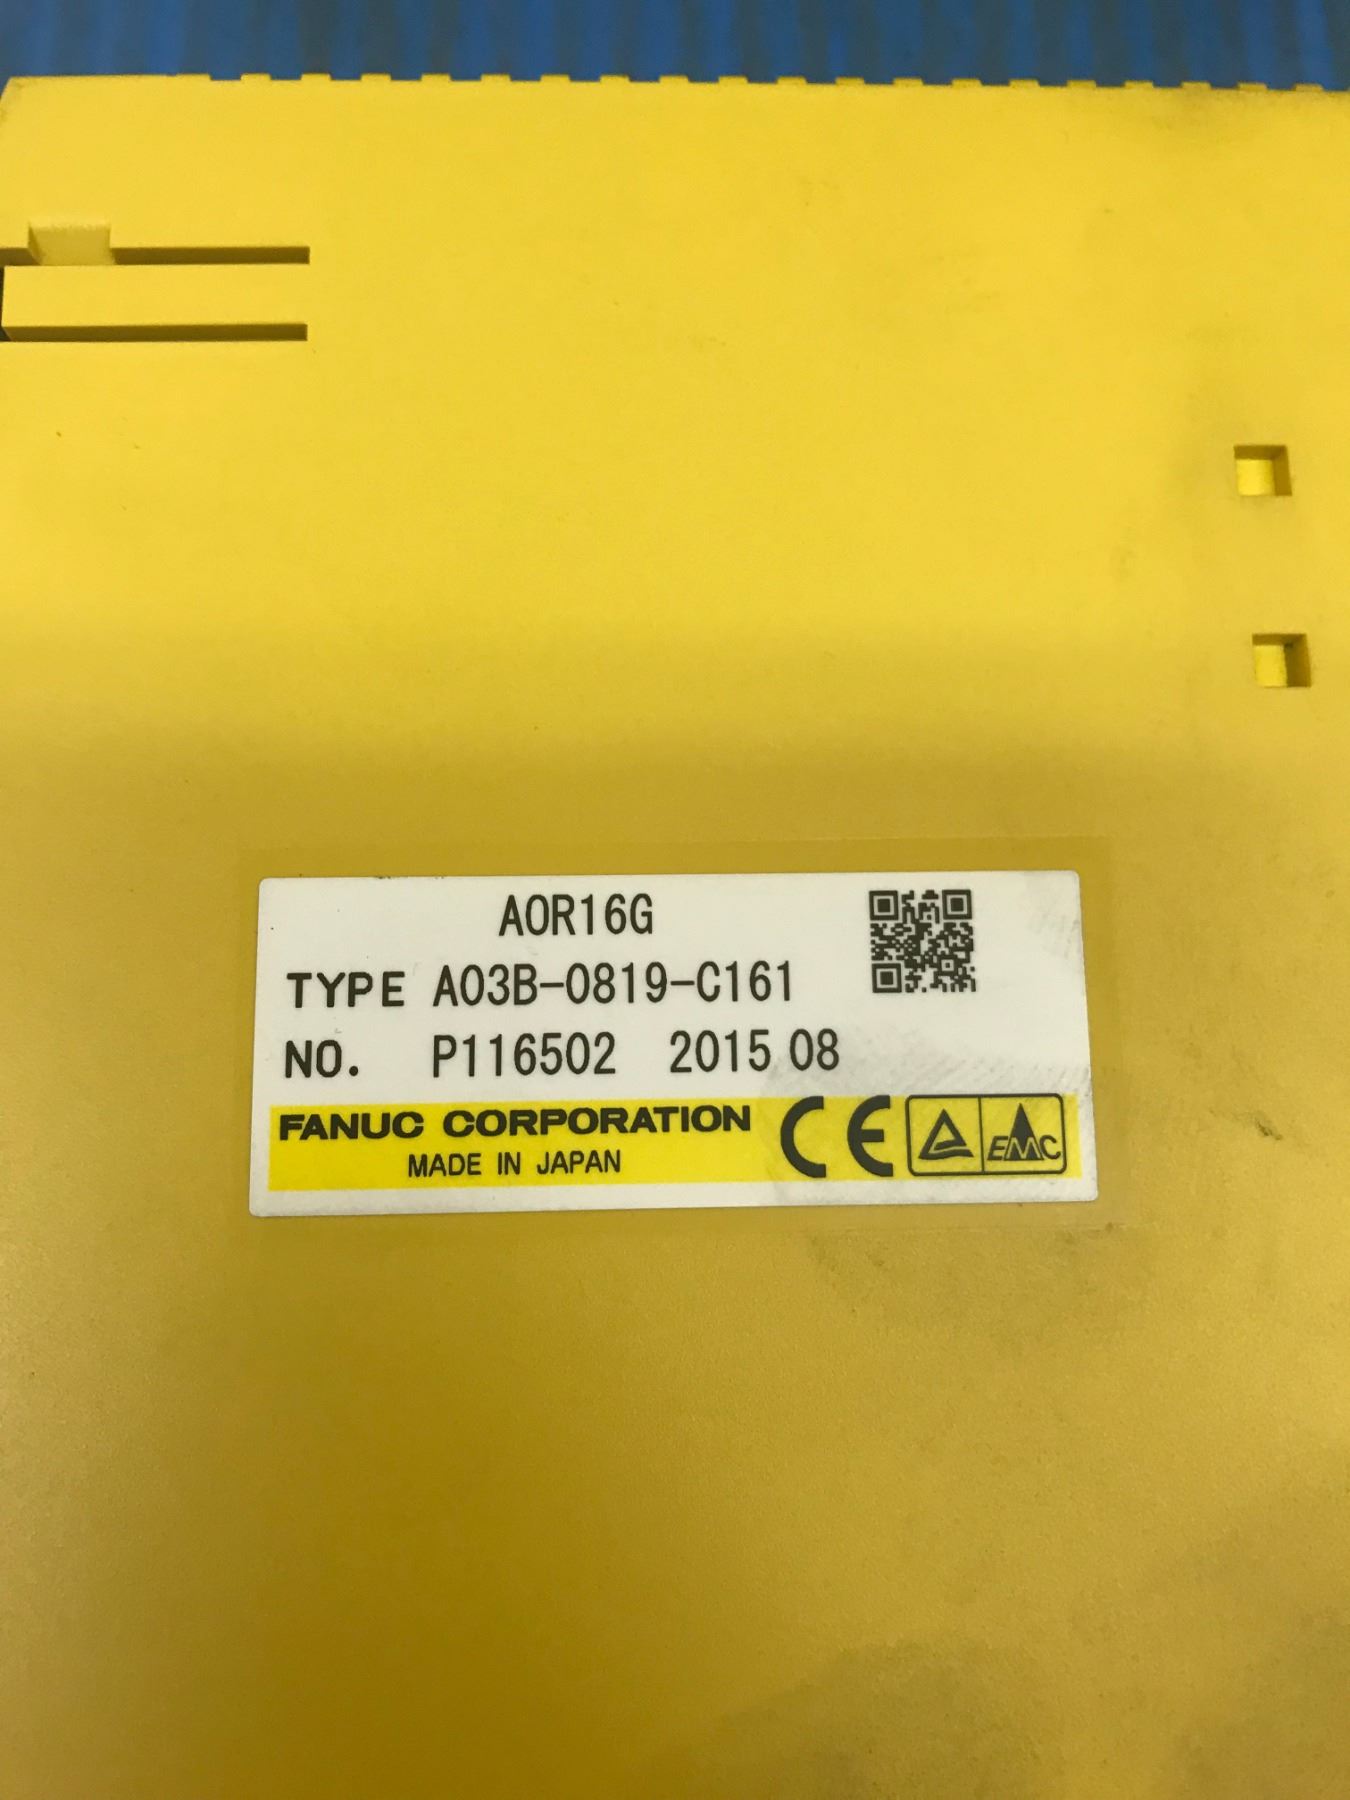 AOR16G
TYPE A03B-0819-C161
NO. P116502 2015 08
FANUC CORPORATION
MADE IN JAPAN
CE
EMC